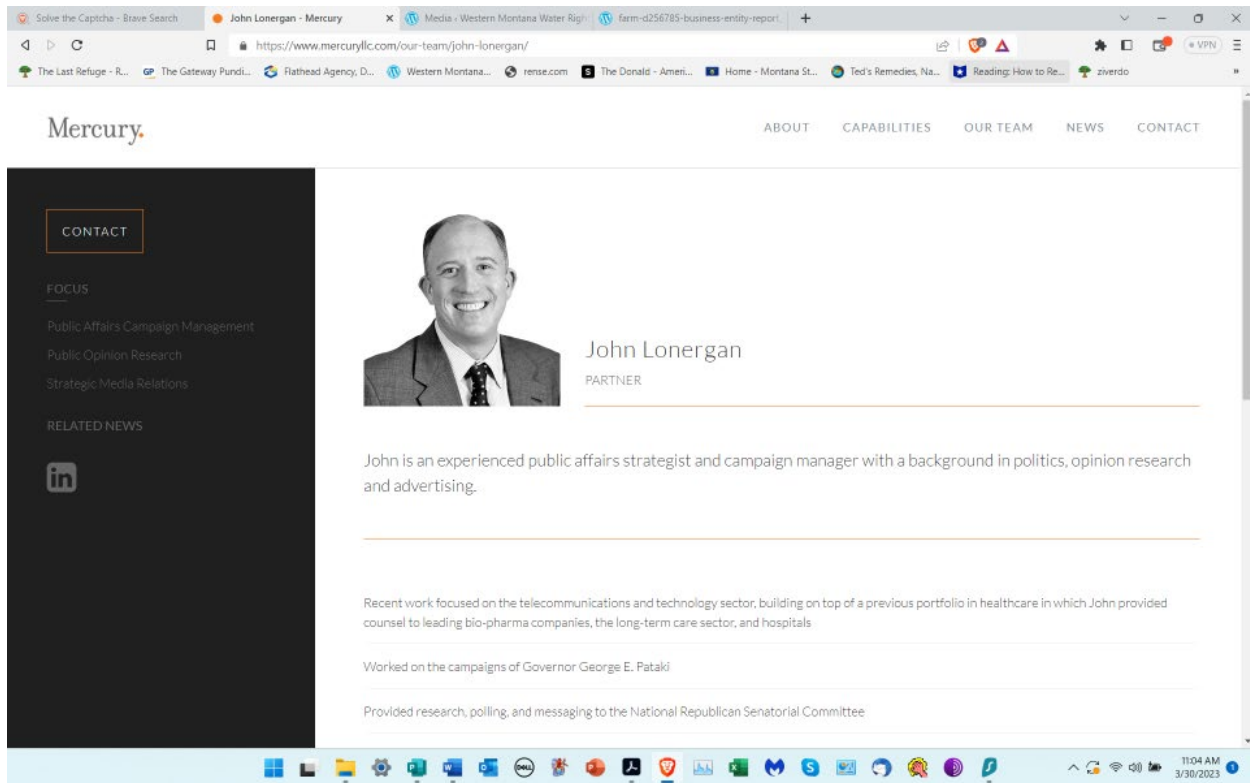 Solve the Captcha - Brave Search
John Lonergan - Mercury
Media - Western Montana Water Righ
farm-d256785-business-entity-report.
https://www.mercuryllc.com/our-team/john-lonergan/
VPN
The Last Refuge - R...
GP The Gateway Pundi...
Flathead Agency, D...
Western Montana...
rense.com
S The Donald - Ameri...
Home - Montana St...
Ted's Remedies, Na...
Reading: How to Re...
ziverdo
Mercury.
ABOUT CAPABILITIES OUR TEAM NEWS CONTACT
CONTACT
FOCUS
Public Affairs Campaign Management
Public Opinion Research
Strategic Media Relations
RELATED NEWS
in
John Lonergan
PARTNER
John is an experienced public affairs strategist and campaign manager with a background in politics, opinion research
and advertising.
Recent work focused on the telecommunications and technology sector, building on top of a previous portfolio in healthcare in which John provided
counsel to leading bio-pharma companies, the long-term care sector, and hospitals
Worked on the campaigns of Governor George E. Pataki
Provided research, polling, and messaging to the National Republican Senatorial Committee
11:04 AM
3/30/2023